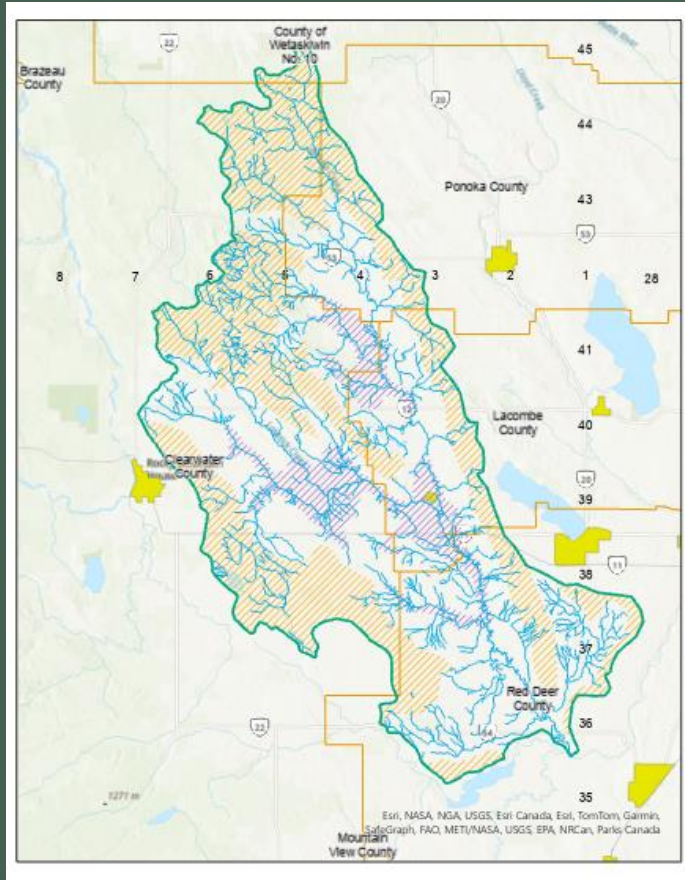 County of
Wetaskiwin
No. 10
45
22
Brazeau
County
20
44
Ponoka County
43
53
53
8
7
6
5
4
3
2
1
28
41
12
Lacombe
County
40
Clearwater
County
39
20
11
38
37
Red Deer
County
36
22
54
35
1271 m
Esri, NASA, NGA, USGS, Esri Canada, Esri, TomTom, Garmin,
SafeGraph, FAO, METI/NASA, USGS, EPA, NRCan, Parks Canada
Mountain
View County